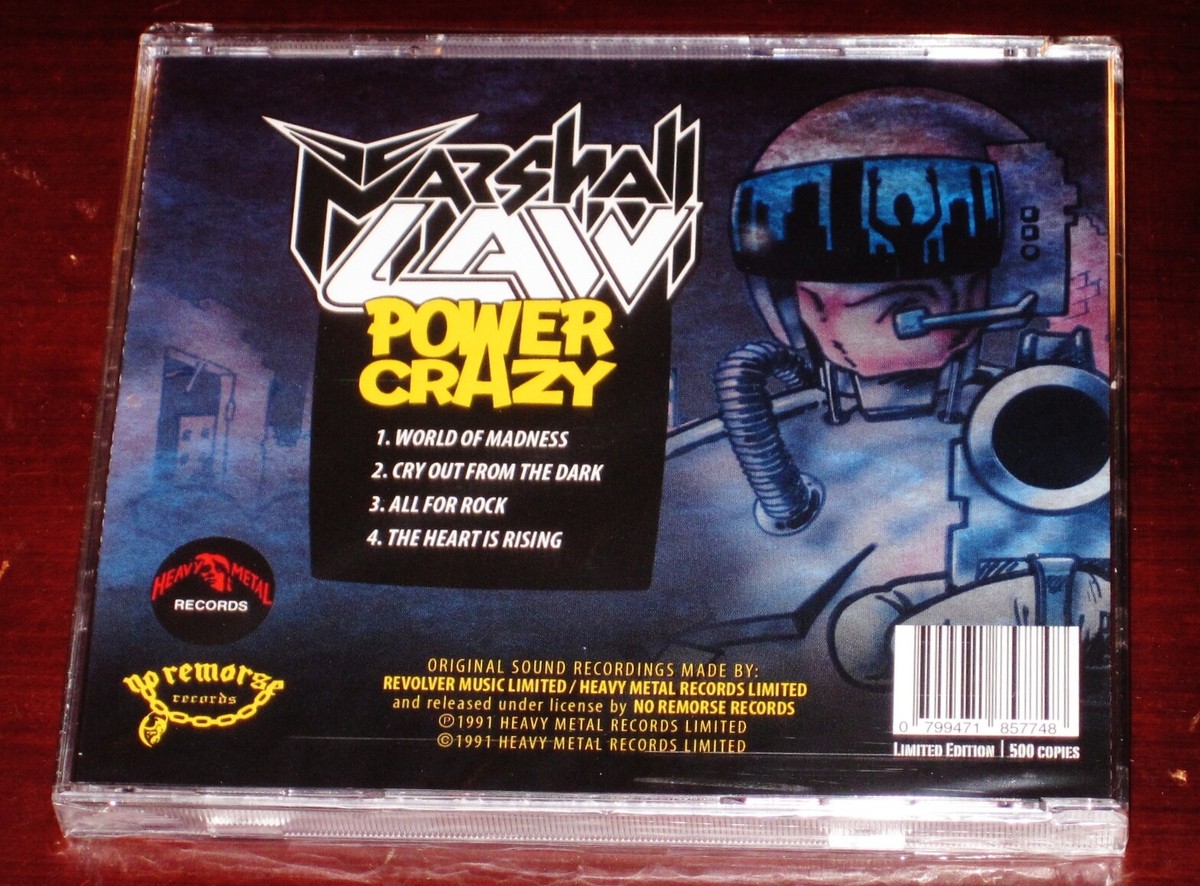 Marshall
LAW
POWER
CRAZY
1. WORLD OF MADNESS
2. CRY OUT FROM THE DARK
3. ALL FOR ROCK
4. THE HEART IS RISING
HEAVY METAL
RECORDS
no remorse
records
ORIGINAL SOUND RECORDINGS MADE BY:
REVOLVER MUSIC LIMITED / HEAVY METAL RECORDS LIMITED
and released under license by NO REMORSE RECORDS
℗1991 HEAVY METAL RECORDS LIMITED
©1991 HEAVY METAL RECORDS LIMITED
0 799471 857748
LIMITED EDITION | 500 COPIES